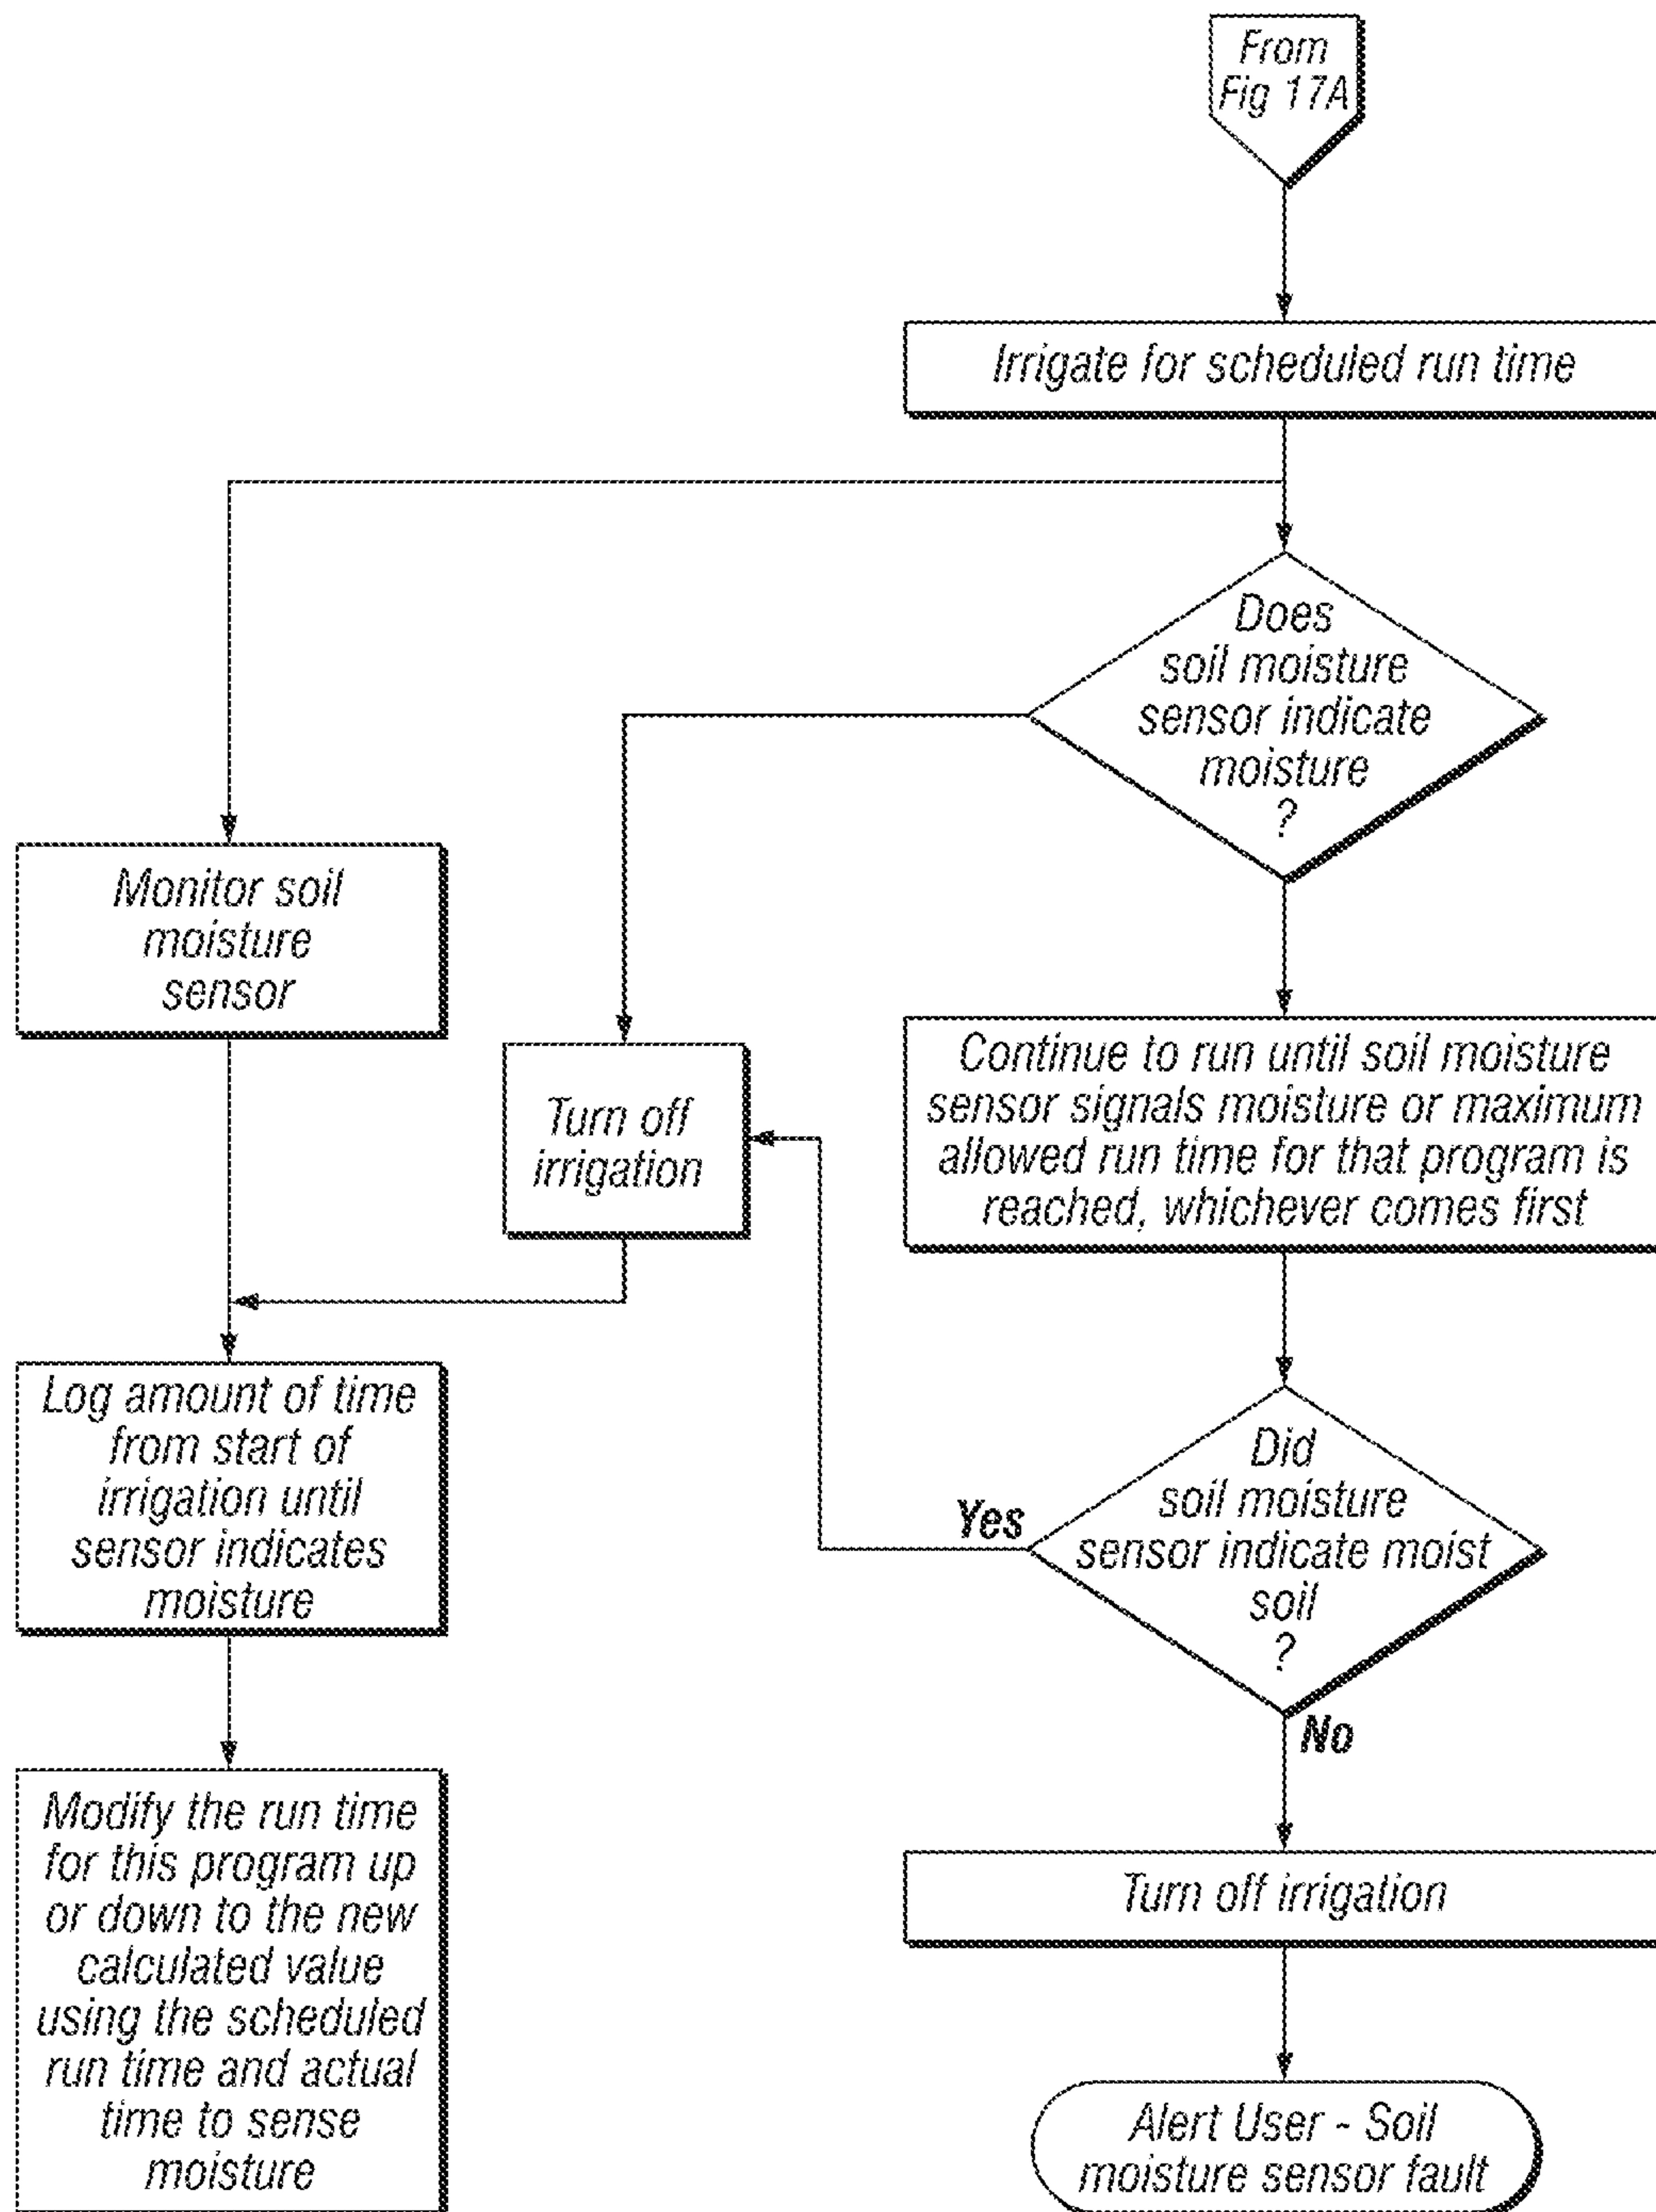 From
Fig 17A
Irrigate for scheduled run time
Does
soil moisture
sensor indicate
moisture
?
Monitor soil
moisture
sensor
Turn off
irrigation
Continue to run until soil moisture
sensor signals moisture or maximum
allowed run time for that program is
reached, whichever comes first
Log amount of time
from start of
irrigation until
sensor indicates
moisture
Did
soil moisture
sensor indicate moist
soil
?
Yes
No
Modify the run time
for this program up
or down to the new
calculated value
using the scheduled
run time and actual
time to sense
moisture
Turn off irrigation
Alert User - Soil
moisture sensor fault